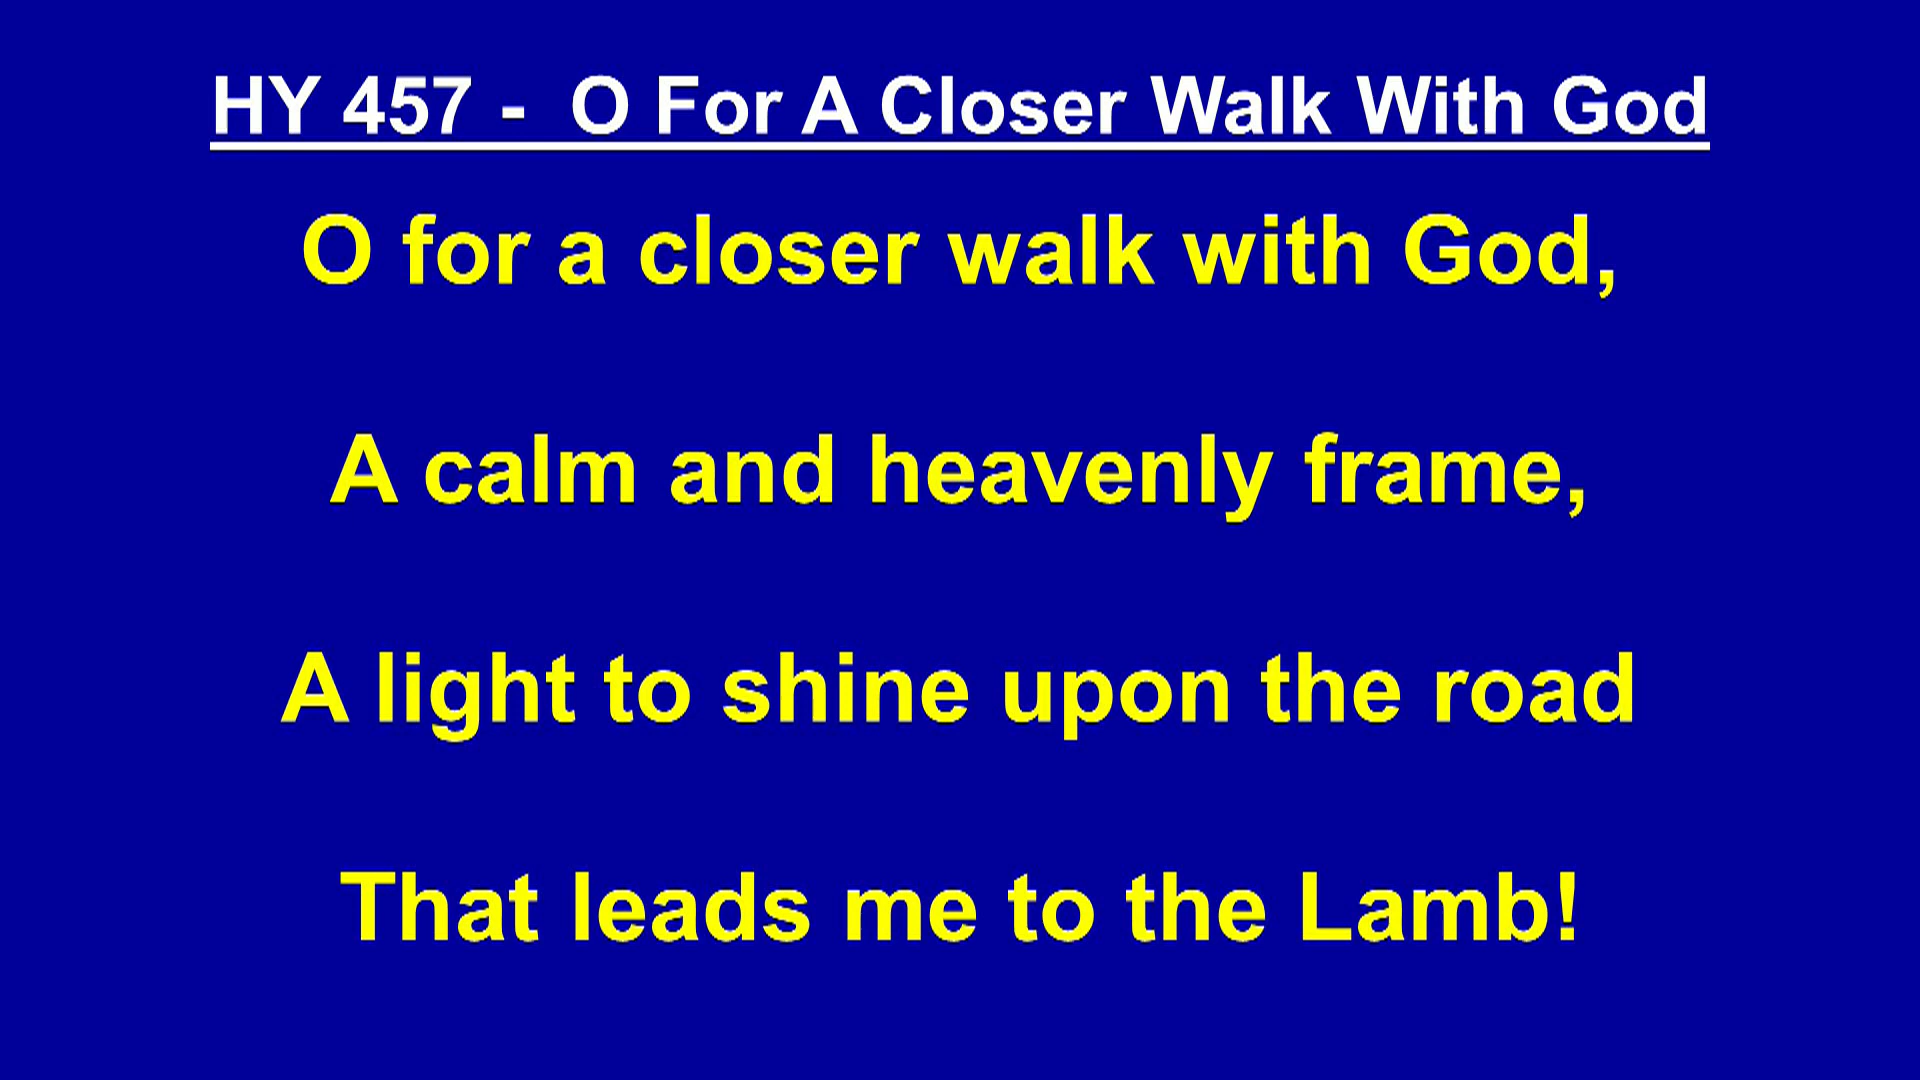 HY 457 -  O For A Closer Walk With God
O for a closer walk with God,
A calm and heavenly frame,
A light to shine upon the road
That leads me to the Lamb!